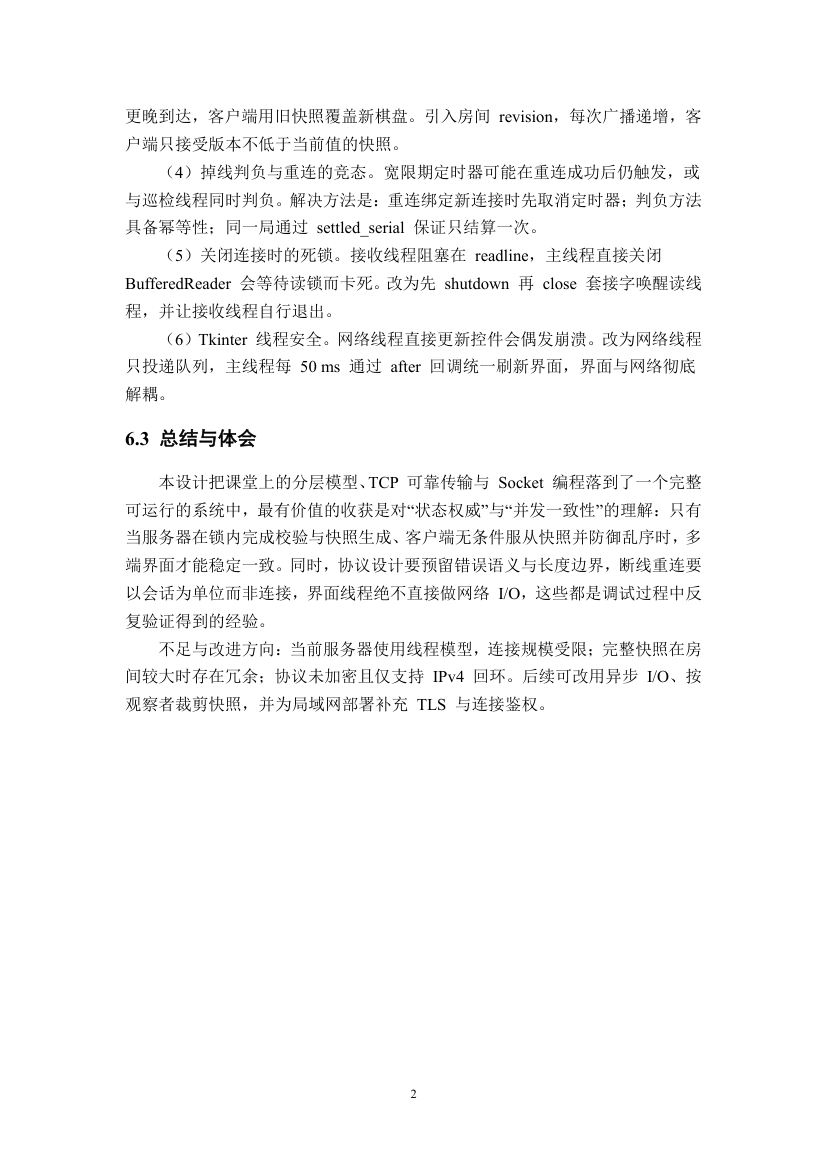 更晚到达，客户端用旧快照覆盖新棋盘。引入房间 revision，每次广播递增，客
户端只接受版本不低于当前值的快照。
（4）掉线判负与重连的竞态。宽限期定时器可能在重连成功后仍触发，或
与巡检线程同时判负。解决方法是：重连绑定新连接时先取消定时器；判负方法
具备幂等性；同一局通过 settled_serial 保证只结算一次。
（5）关闭连接时的死锁。接收线程阻塞在 readline，主线程直接关闭
BufferedReader 会等待读锁而卡死。改为先 shutdown 再 close 套接字唤醒读线
程，并让接收线程自行退出。
（6）Tkinter 线程安全。网络线程直接更新控件会偶发崩溃。改为网络线程
只投递队列，主线程每 50 ms 通过 after 回调统一刷新界面，界面与网络彻底
解耦。
6.3 总结与体会
本设计把课堂上的分层模型、TCP 可靠传输与 Socket 编程落到了一个完整
可运行的系统中，最有价值的收获是对“状态权威”与“并发一致性”的理解：只有
当服务器在锁内完成校验与快照生成、客户端无条件服从快照并防御乱序时，多
端界面才能稳定一致。同时，协议设计要预留错误语义与长度边界，断线重连要
以会话为单位而非连接，界面线程绝不直接做网络 I/O，这些都是调试过程中反
复验证得到的经验。
不足与改进方向：当前服务器使用线程模型，连接规模受限；完整快照在房
间较大时存在冗余；协议未加密且仅支持 IPv4 回环。后续可改用异步 I/O、按
观察者裁剪快照，并为局域网部署补充 TLS 与连接鉴权。
2